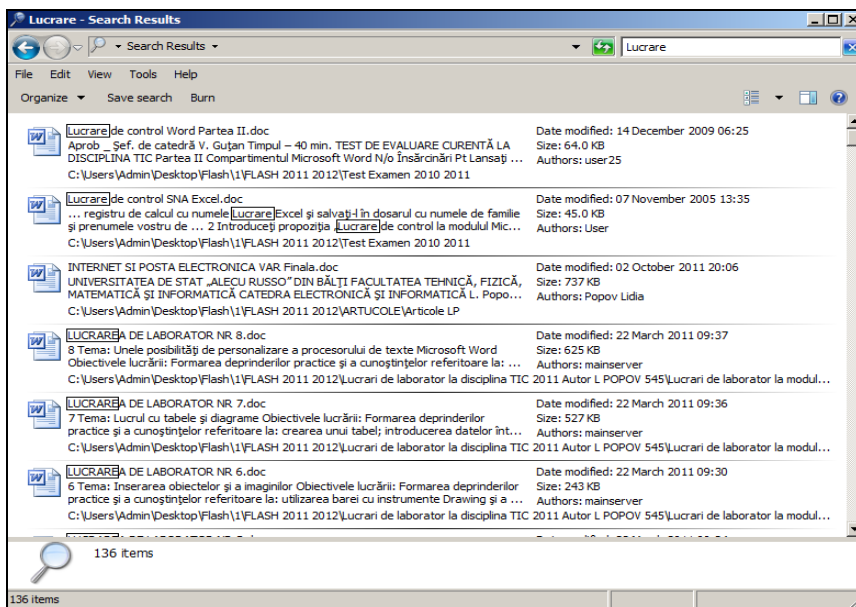 Lucrare - Search Results
Search Results
Lucrare
File Edit View Tools Help
Organize Save search Burn
Lucrare de control Word Partea II.doc
Date modified: 14 December 2009 06:25
Aprob _ Şef. de catedră V. Guţan Timpul – 40 min. TEST DE EVALUARE CURENTĂ LA
Size: 64.0 KB
DISCIPLINA TIC Partea II Compartimentul Microsoft Word N/o Însărcinări Pt Lansaţi ...
Authors: user25
C:\Users\Admin\Desktop\Flash\1\FLASH 2011 2012\Test Examen 2010 2011
Lucrare de control SNA Excel.doc
Date modified: 07 November 2005 13:35
... registru de calcul cu numele Lucrare Excel şi salvaţi-l în dosarul cu numele de familie
Size: 45.0 KB
şi prenumele vostru de ... 2 Introduceţi propoziţia „Lucrare de control la modulul Mic...
Authors: User
C:\Users\Admin\Desktop\Flash\1\FLASH 2011 2012\Test Examen 2010 2011
INTERNET SI POSTA ELECTRONICA VAR Finala.doc
Date modified: 02 October 2011 20:06
UNIVERSITATEA DE STAT „ALECU RUSSO” DIN BĂLŢI FACULTATEA TEHNICĂ, FIZICĂ,
Size: 737 KB
MATEMATICĂ ŞI INFORMATICĂ CATEDRA ELECTRONICĂ ŞI INFORMATICĂ L. Popo...
Authors: Popov Lidia
C:\Users\Admin\Desktop\Flash\1\FLASH 2011 2012\ARTUCOLE\Articole LP
LUCRAREA DE LABORATOR NR 8.doc
Date modified: 22 March 2011 09:37
8 Tema: Unele posibilităţi de personalizare a procesorului de texte Microsoft Word
Size: 625 KB
Obiectivele lucrării: Formarea deprinderilor practice şi a cunoştinţelor referitoare la: ...
Authors: mainserver
C:\Users\Admin\Desktop\Flash\1\FLASH 2011 2012\Lucrari de laborator la disciplina TIC 2011 Autor L POPOV 545\Lucrari de laborator la modul...
LUCRAREA DE LABORATOR NR 7.doc
Date modified: 22 March 2011 09:36
7 Tema: Lucrul cu tabele şi diagrame Obiectivele lucrării: Formarea deprinderilor
Size: 527 KB
practice şi a cunoştinţelor referitoare la: crearea unui tabel; introducerea datelor înt...
Authors: mainserver
C:\Users\Admin\Desktop\Flash\1\FLASH 2011 2012\Lucrari de laborator la disciplina TIC 2011 Autor L POPOV 545\Lucrari de laborator la modul...
LUCRAREA DE LABORATOR NR 6.doc
Date modified: 22 March 2011 09:30
6 Tema: Inserarea obiectelor şi a imaginilor Obiectivele lucrării: Formarea deprinderilor
Size: 243 KB
practice şi a cunoştinţelor referitoare la: utilizarea barei cu instrumente Drawing şi a ...
Authors: mainserver
C:\Users\Admin\Desktop\Flash\1\FLASH 2011 2012\Lucrari de laborator la disciplina TIC 2011 Autor L POPOV 545\Lucrari de laborator la modul...
136 items
136 items